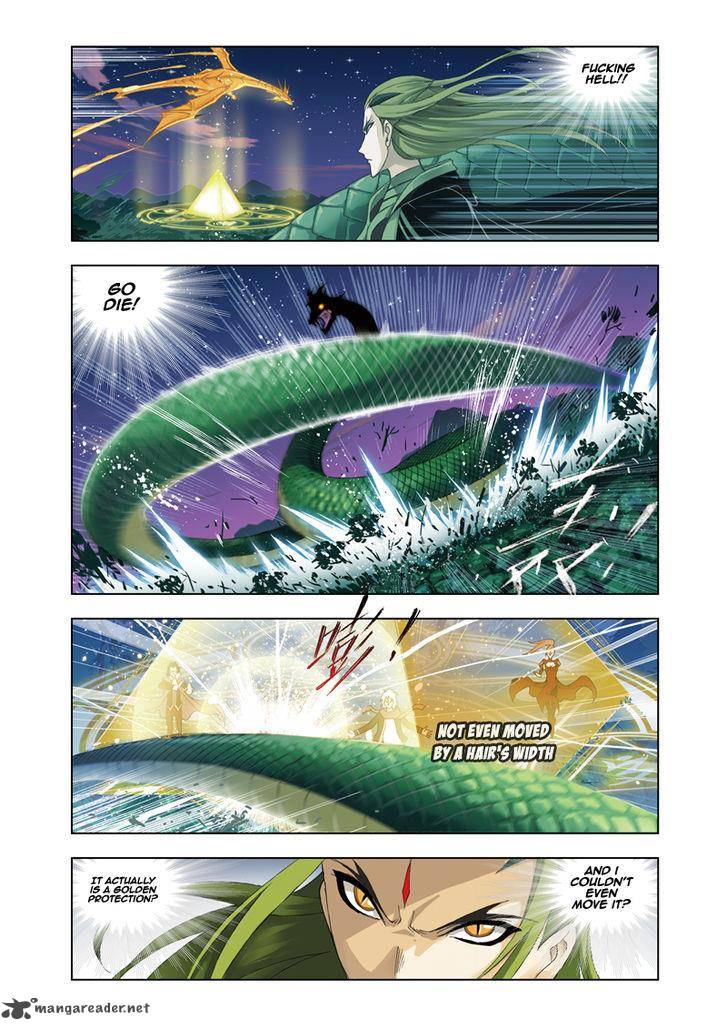 FUCKING
HELL!!
GO
DIE!
嘭!
NOT EVEN MOVED
BY A HAIR'S WIDTH
IT ACTUALLY
IS A GOLDEN
PROTECTION?
AND I
COULDN'T
EVEN
MOVE IT?
mangareader.net